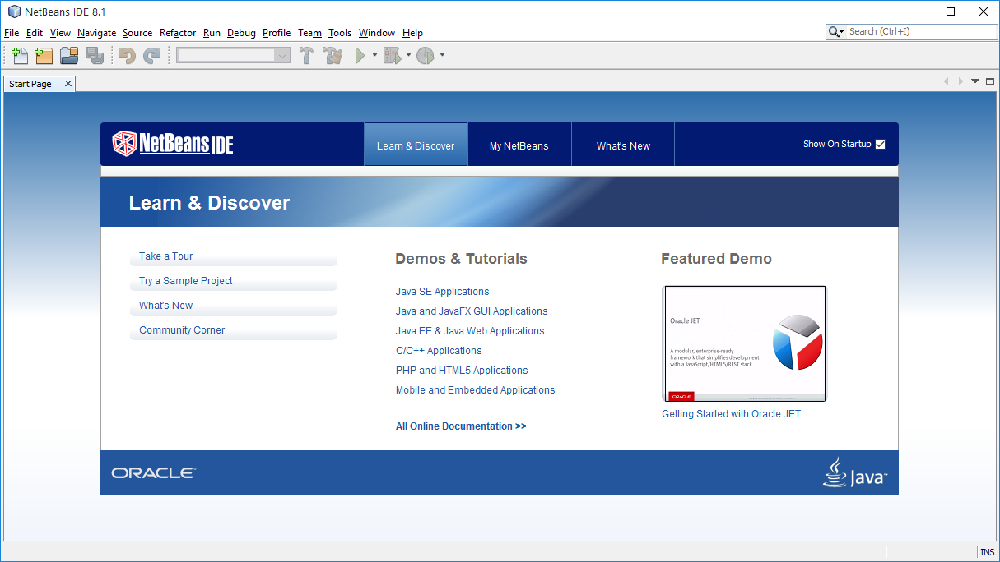 NetBeans IDE 8.1
File Edit View Navigate Source Refactor Run Debug Profile Team Tools Window Help
Search (Ctrl+I)
Start Page
NetBeans IDE
Learn & Discover
My NetBeans
What's New
Show On Startup
Learn & Discover
Take a Tour
Try a Sample Project
What's New
Community Corner
Demos & Tutorials
Java SE Applications
Java and JavaFX GUI Applications
Java EE & Java Web Applications
C/C++ Applications
PHP and HTML5 Applications
Mobile and Embedded Applications
All Online Documentation >>
Featured Demo
Oracle JET
A modular, enterprise-ready
framework that simplifies development
with a JavaScript/HTML5/REST stack
ORACLE
Getting Started with Oracle JET
ORACLE
Java™
INS